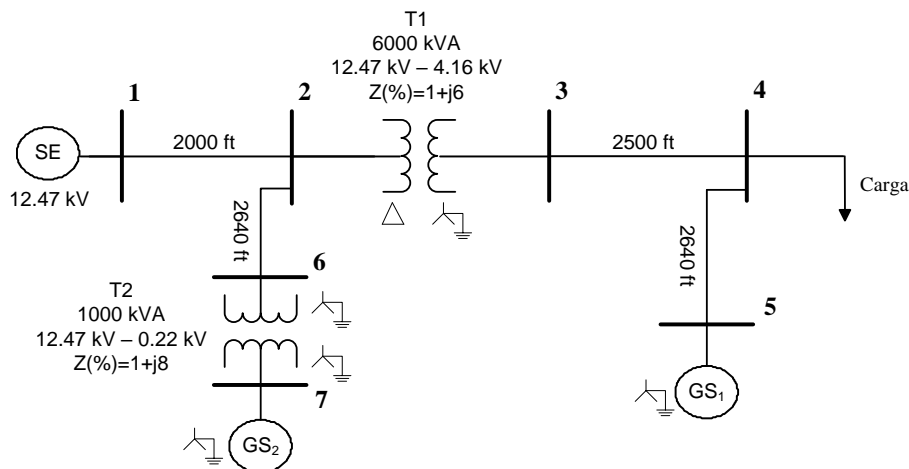 T1
6000 kVA
12.47 kV – 4.16 kV
Z(%)=1+j6
1
2
3
4
SE
2000 ft
2500 ft
12.47 kV
Carga
2640 ft
2640 ft
6
T2
1000 kVA
12.47 kV – 0.22 kV
Z(%)=1+j8
5
7
GS1
GS2